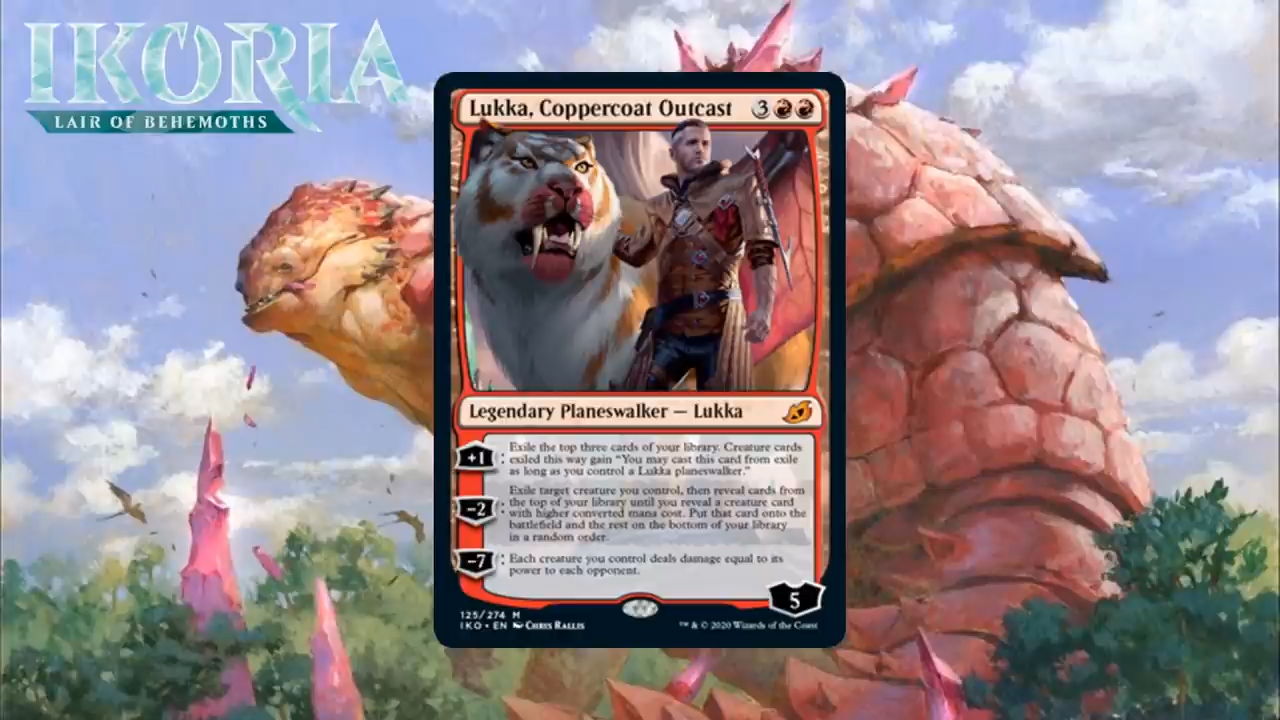 IKORIA
LAIR OF BEHEMOTHS
Lukka, Coppercoat Outcast 3
Legendary Planeswalker — Lukka
+1: Exile the top three cards of your library. Creature cards
exiled this way gain “You may cast this card from exile
as long as you control a Lukka planeswalker.”
-2: Exile target creature you control, then reveal cards from
the top of your library until you reveal a creature card
with higher converted mana cost. Put that card onto the
battlefield and the rest on the bottom of your library
in a random order.
-7: Each creature you control deals damage equal to its
power to each opponent.
5
125/274 M
IKO • EN Chris Rallis
™ & © 2020 Wizards of the Coast